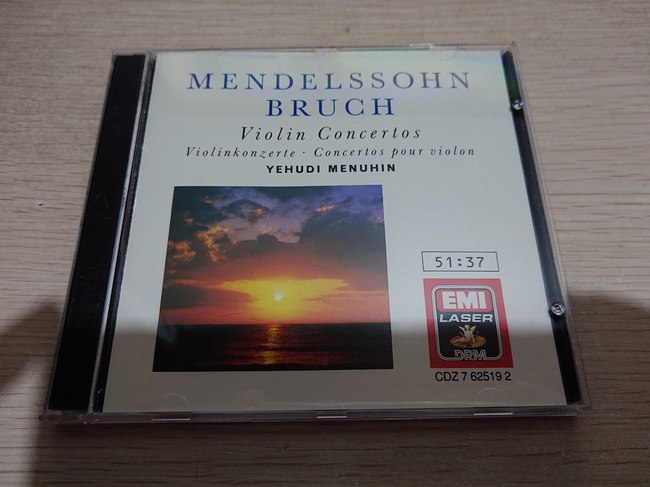 MENDELSSOHN
BRUCH
Violin Concertos
Violinkonzerte · Concertos pour violon
YEHUDI MENUHIN
51:37
EMI
LASER
DRM
CDZ 7 62519 2